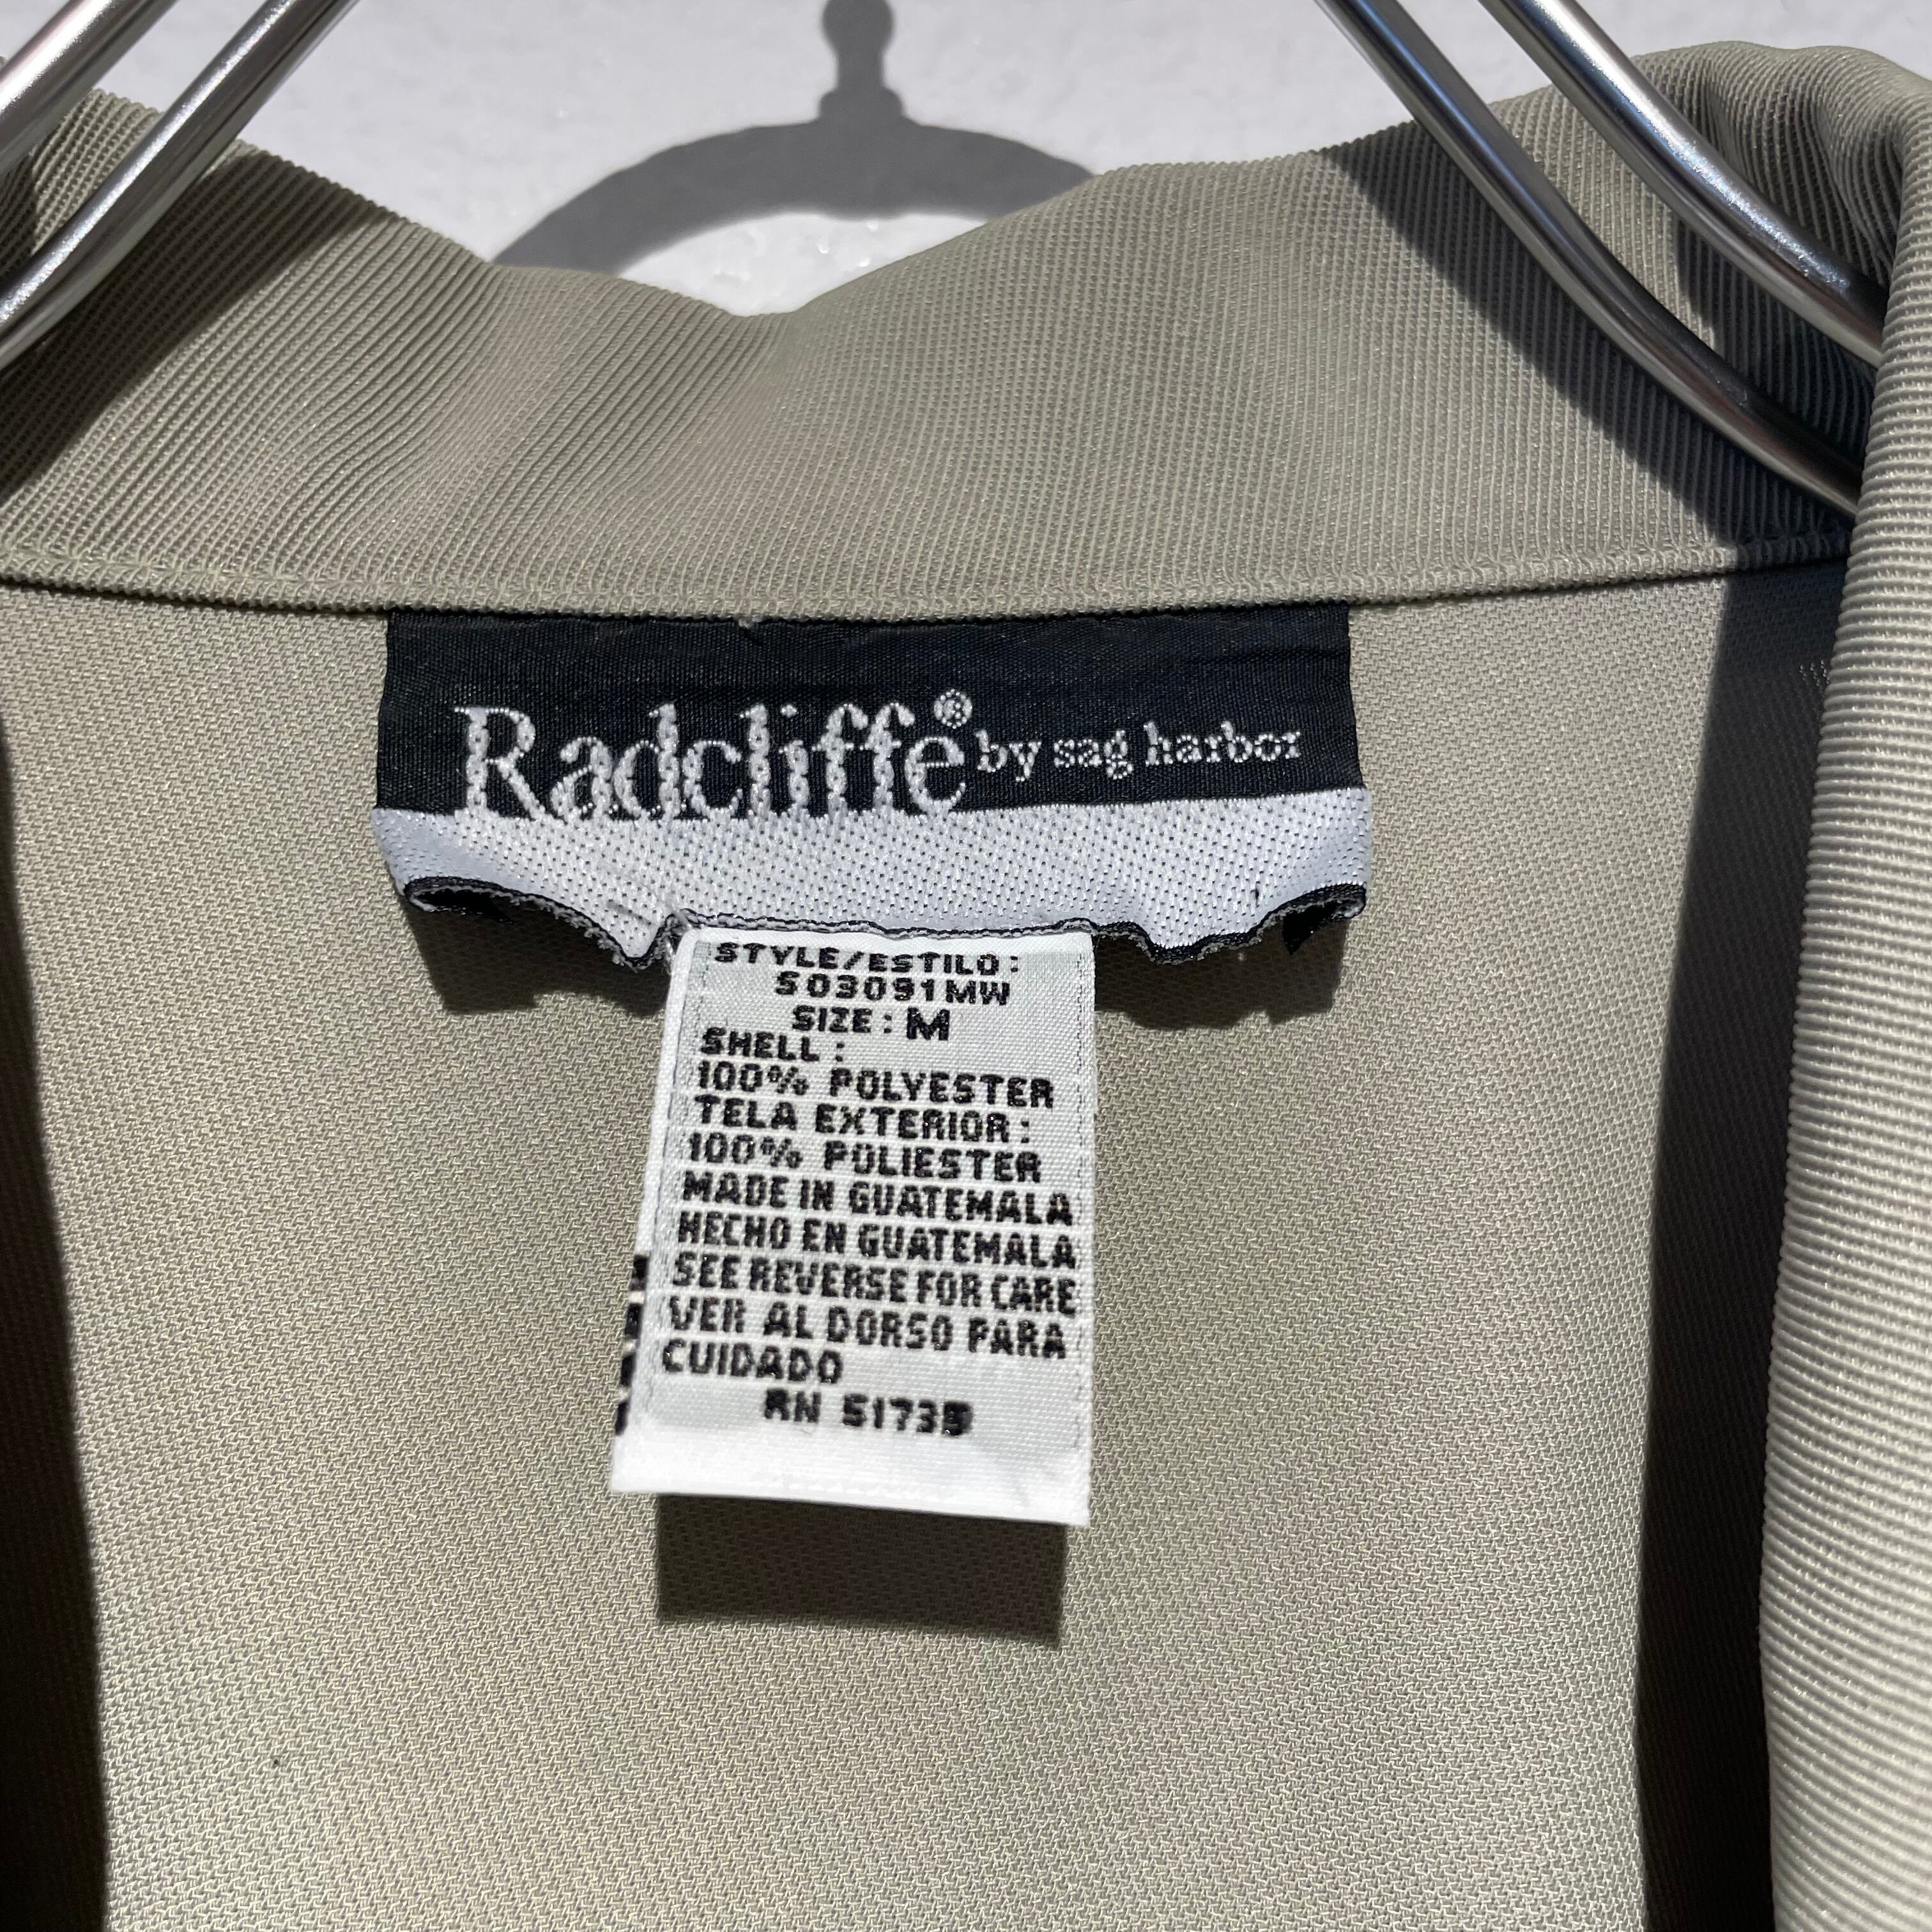 Radcliffe® by sag harbor
STYLE/ESTILO:
S03091MW
SIZE: M
SHELL:
100% POLYESTER
TELA EXTERIOR:
100% POLIESTER
MADE IN GUATEMALA
HECHO EN GUATEMALA
SEE REVERSE FOR CARE
VER AL DORSO PARA
CUIDADO
RN